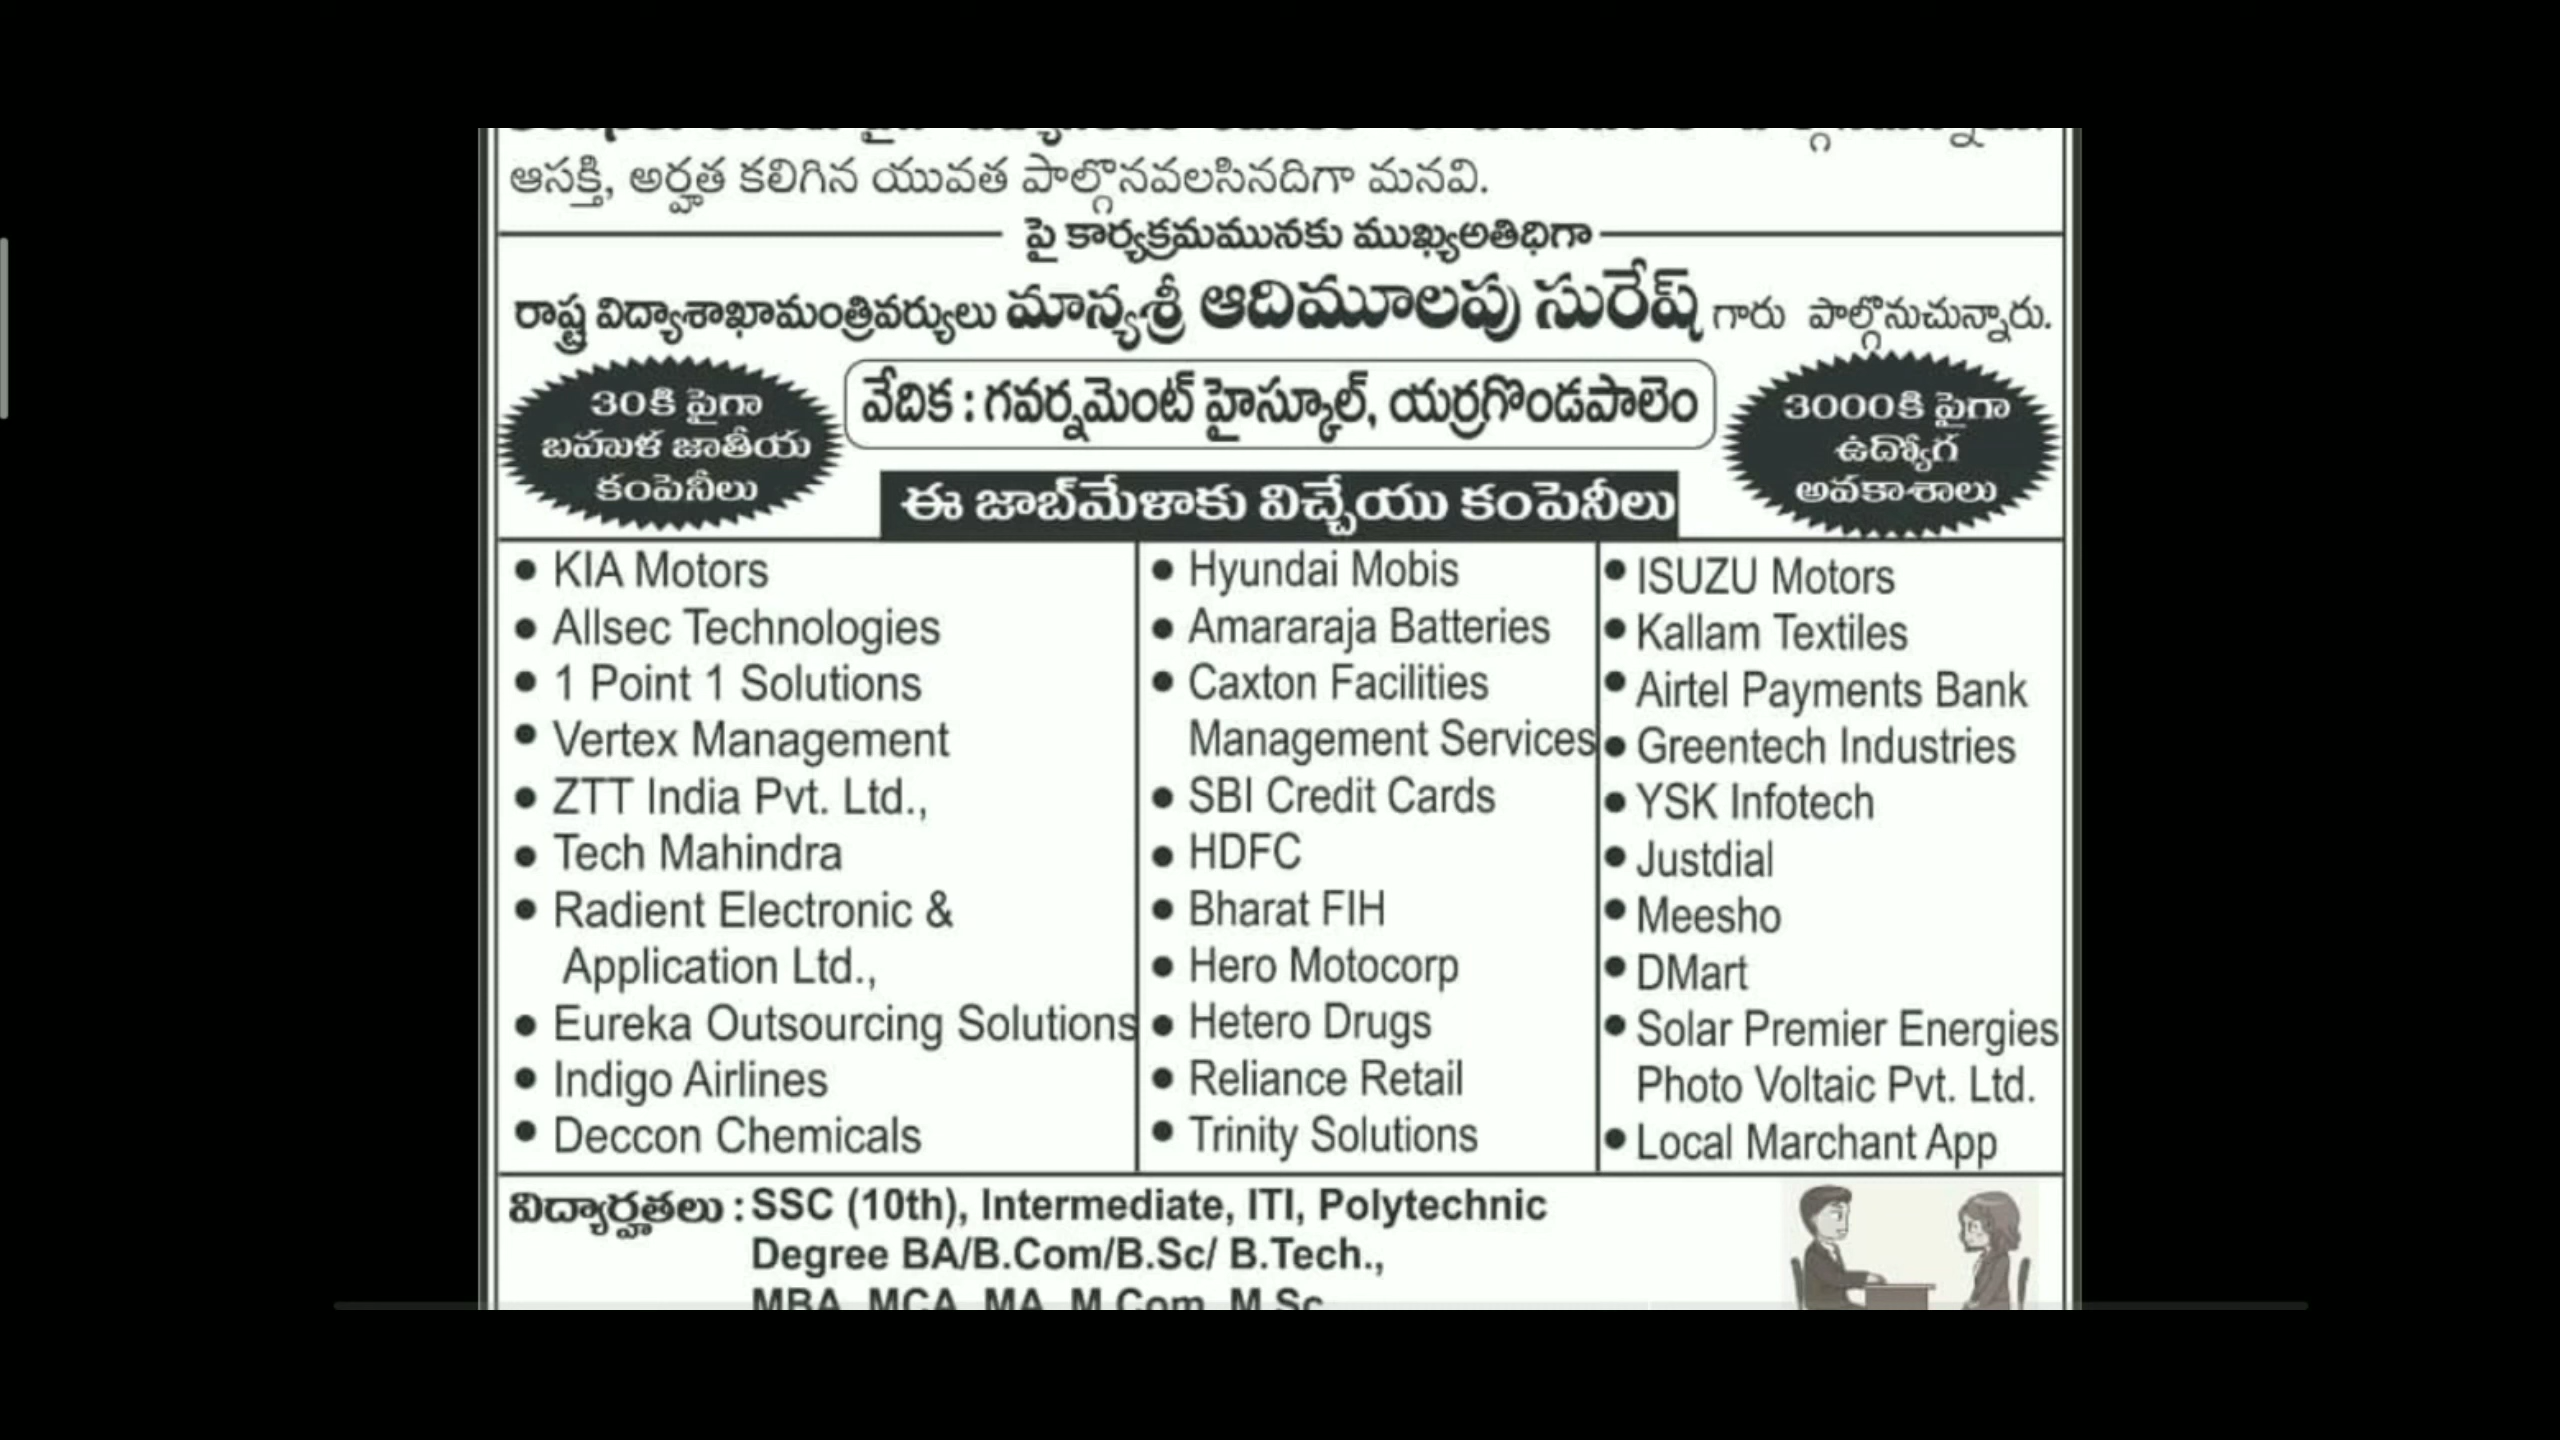 ఆసక్తి, అర్హత కలిగిన యువత పాల్గొనవలసినదిగా మనవి.
పై కార్యక్రమమునకు ముఖ్యఅతిధిగా
రాష్ట్ర విద్యాశాఖామంత్రివర్యులు మాన్యశ్రీ ఆదిమూలపు సురేష్ గారు పాల్గొనుచున్నారు.
30కి పైగా
బహుళ జాతీయ
కంపెనీలు
వేదిక : గవర్నమెంట్ హైస్కూల్, యర్రగొండపాలెం
3000కి పైగా
ఉద్యోగ
అవకాశాలు
ఈ జాబ్‌మేళాకు విచ్చేయు కంపెనీలు
• KIA Motors
• Allsec Technologies
• 1 Point 1 Solutions
• Vertex Management
• ZTT India Pvt. Ltd.,
• Tech Mahindra
• Radient Electronic &
Application Ltd.,
• Eureka Outsourcing Solutions
• Indigo Airlines
• Deccon Chemicals
• Hyundai Mobis
• Amararaja Batteries
• Caxton Facilities
Management Services
• SBI Credit Cards
• HDFC
• Bharat FIH
• Hero Motocorp
• Hetero Drugs
• Reliance Retail
• Trinity Solutions
• ISUZU Motors
• Kallam Textiles
• Airtel Payments Bank
• Greentech Industries
• YSK Infotech
• Justdial
• Meesho
• DMart
• Solar Premier Energies
Photo Voltaic Pvt. Ltd.
• Local Marchant App
విద్యార్హతలు : SSC (10th), Intermediate, ITI, Polytechnic
Degree BA/B.Com/B.Sc/ B.Tech.,
MBA, MCA, MA, M.Com, M.Sc